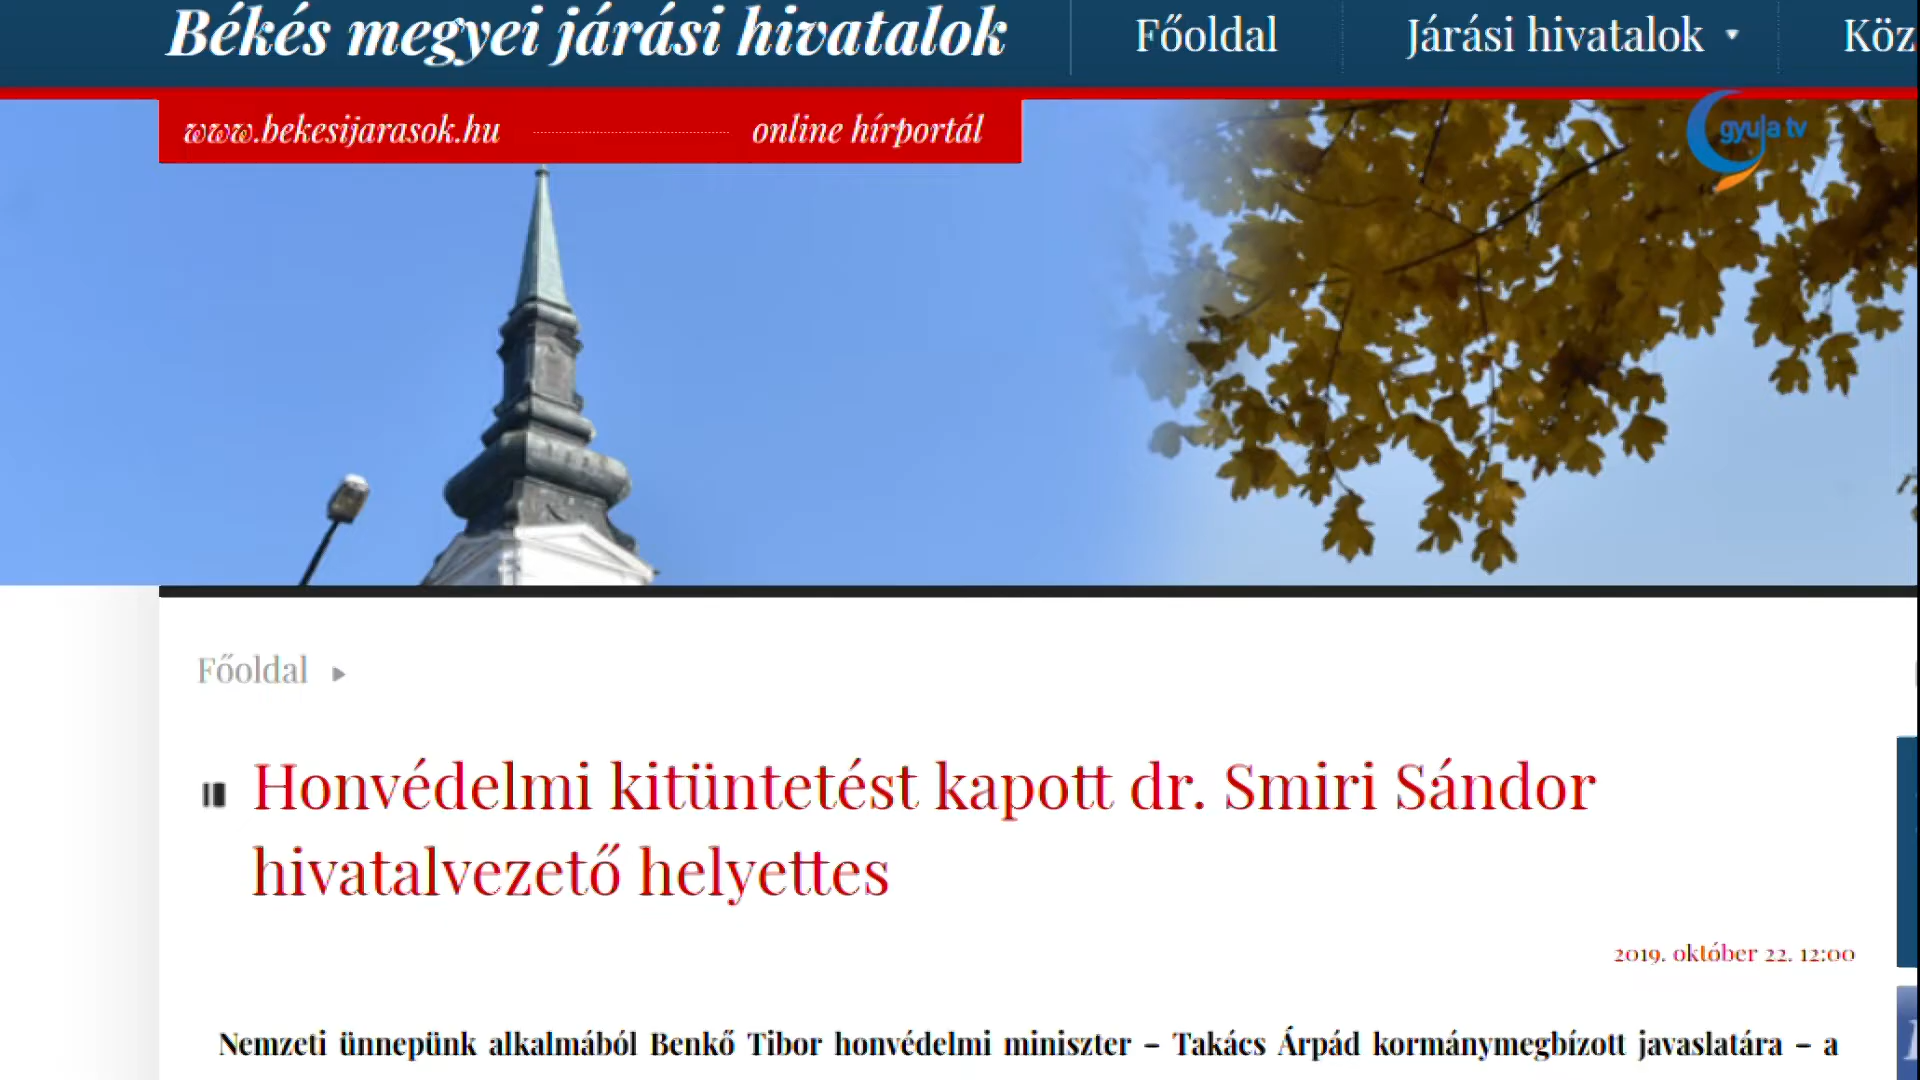 Békés megyei járási hivatalok
Főoldal
Járási hivatalok
Köz
www.bekesijarasok.hu
online hírportál
gyula tv
Főoldal
Honvédelmi kitüntetést kapott dr. Smiri Sándor
hivatalvezető helyettes
2019. október 22. 12:00
Nemzeti ünnepünk alkalmából Benkő Tibor honvédelmi miniszter – Takács Árpád kormánymegbízott javaslatára – a